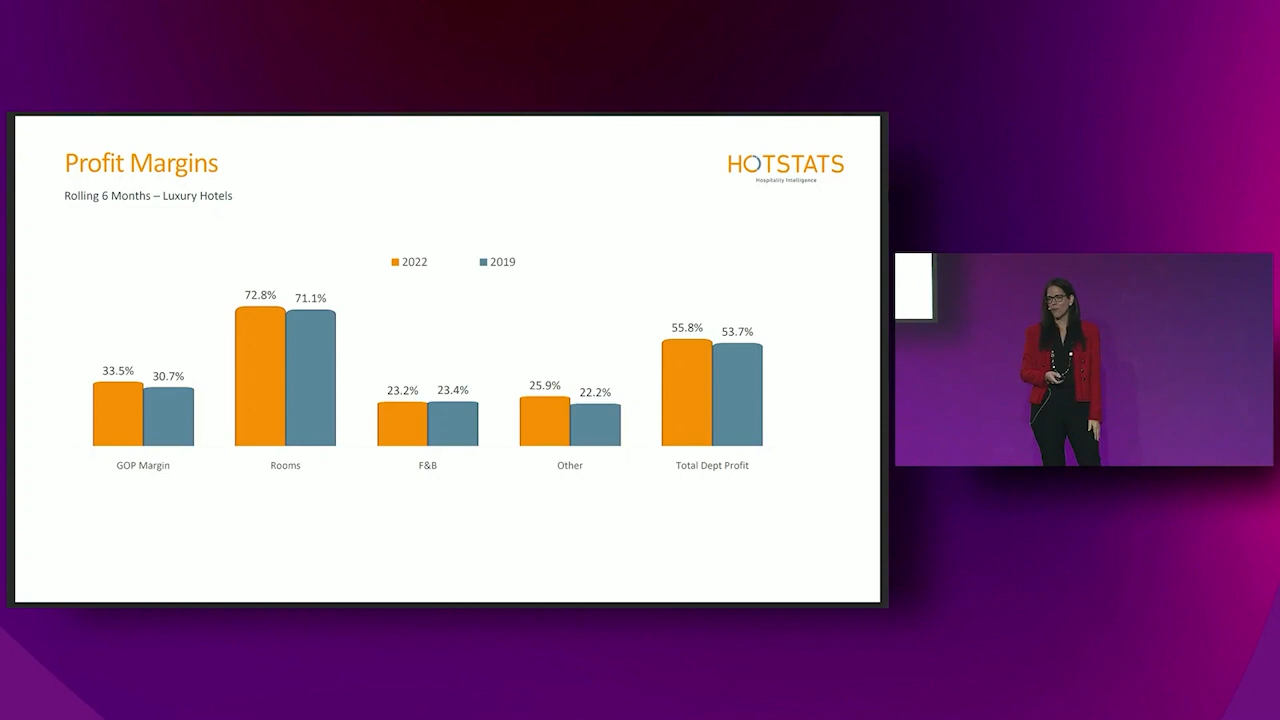 Profit Margins
HOTSTATS
Hospitality Intelligence
Rolling 6 Months – Luxury Hotels
2022 2019
72.8% 71.1%
55.8% 53.7%
33.5% 30.7%
23.2% 23.4%
25.9% 22.2%
GOP Margin Rooms F&B Other Total Dept Profit